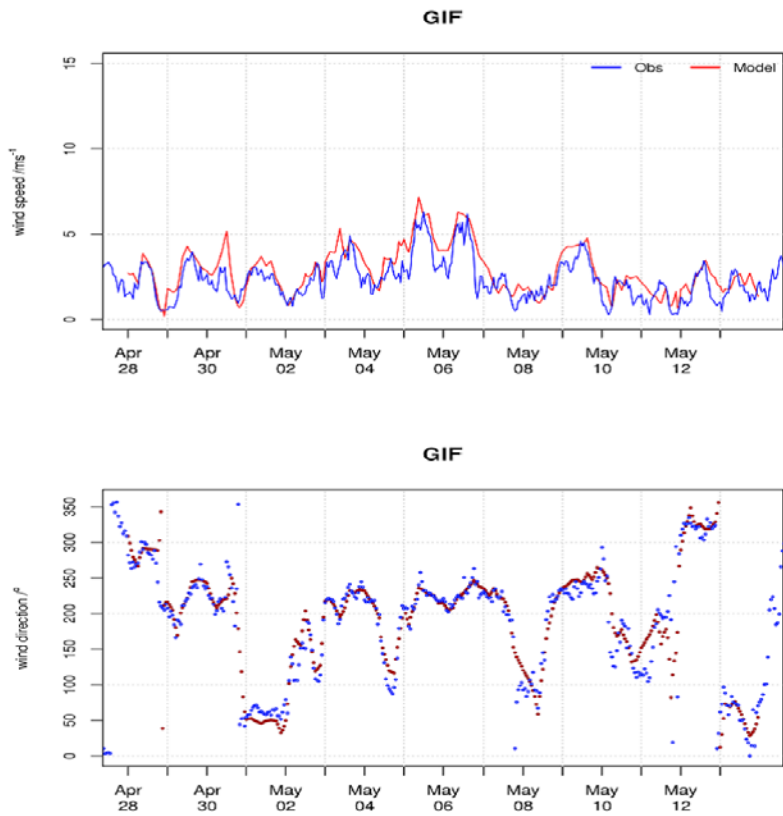 GIF
wind speed /ms⁻¹
15
10
5
0
Obs
Model
Apr 28
Apr 30
May 02
May 04
May 06
May 08
May 10
May 12
GIF
wind direction /°
350
300
250
200
150
100
50
0
Apr 28
Apr 30
May 02
May 04
May 06
May 08
May 10
May 12